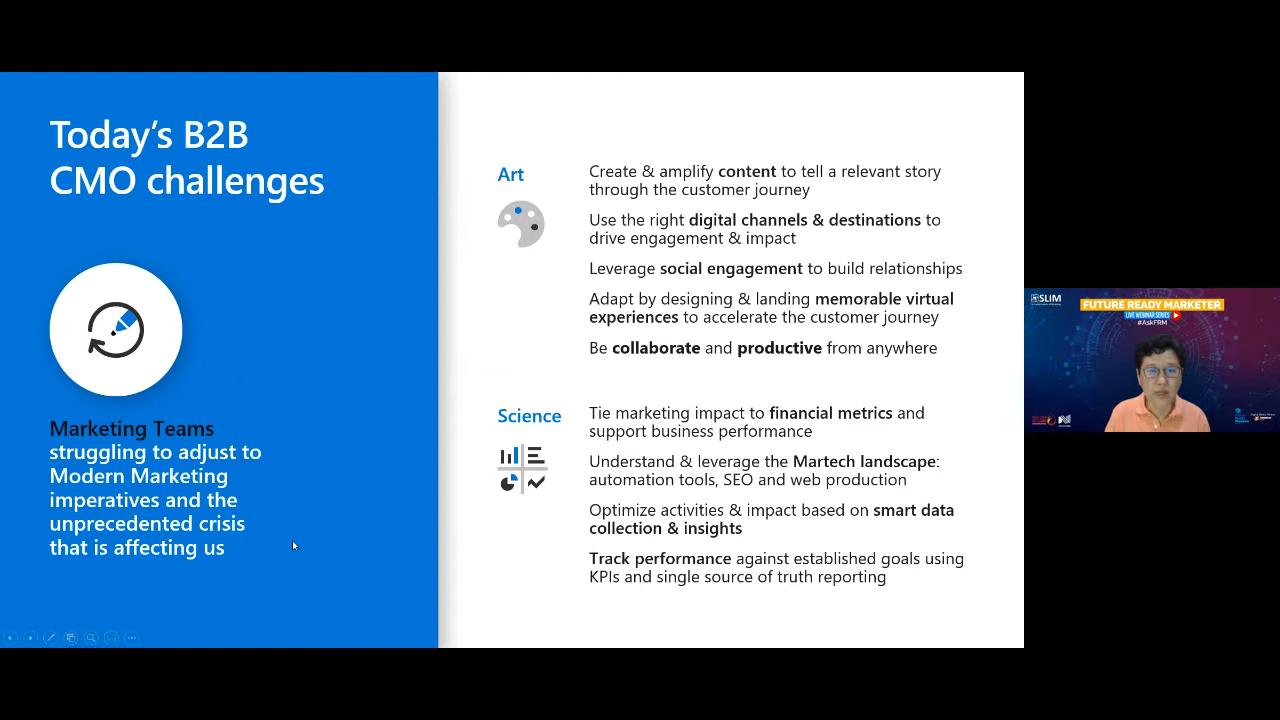 Today's B2B
CMO challenges
Marketing Teams
struggling to adjust to
Modern Marketing
imperatives and the
unprecedented crisis
that is affecting us
Art
Create & amplify content to tell a relevant story
through the customer journey
Use the right digital channels & destinations to
drive engagement & impact
Leverage social engagement to build relationships
Adapt by designing & landing memorable virtual
experiences to accelerate the customer journey
Be collaborate and productive from anywhere
Science
Tie marketing impact to financial metrics and
support business performance
Understand & leverage the Martech landscape:
automation tools, SEO and web production
Optimize activities & impact based on smart data
collection & insights
Track performance against established goals using
KPIs and single source of truth reporting
SLIM
FUTURE READY MARKETER
LIVE WEBINAR SERIES
#AskFRM